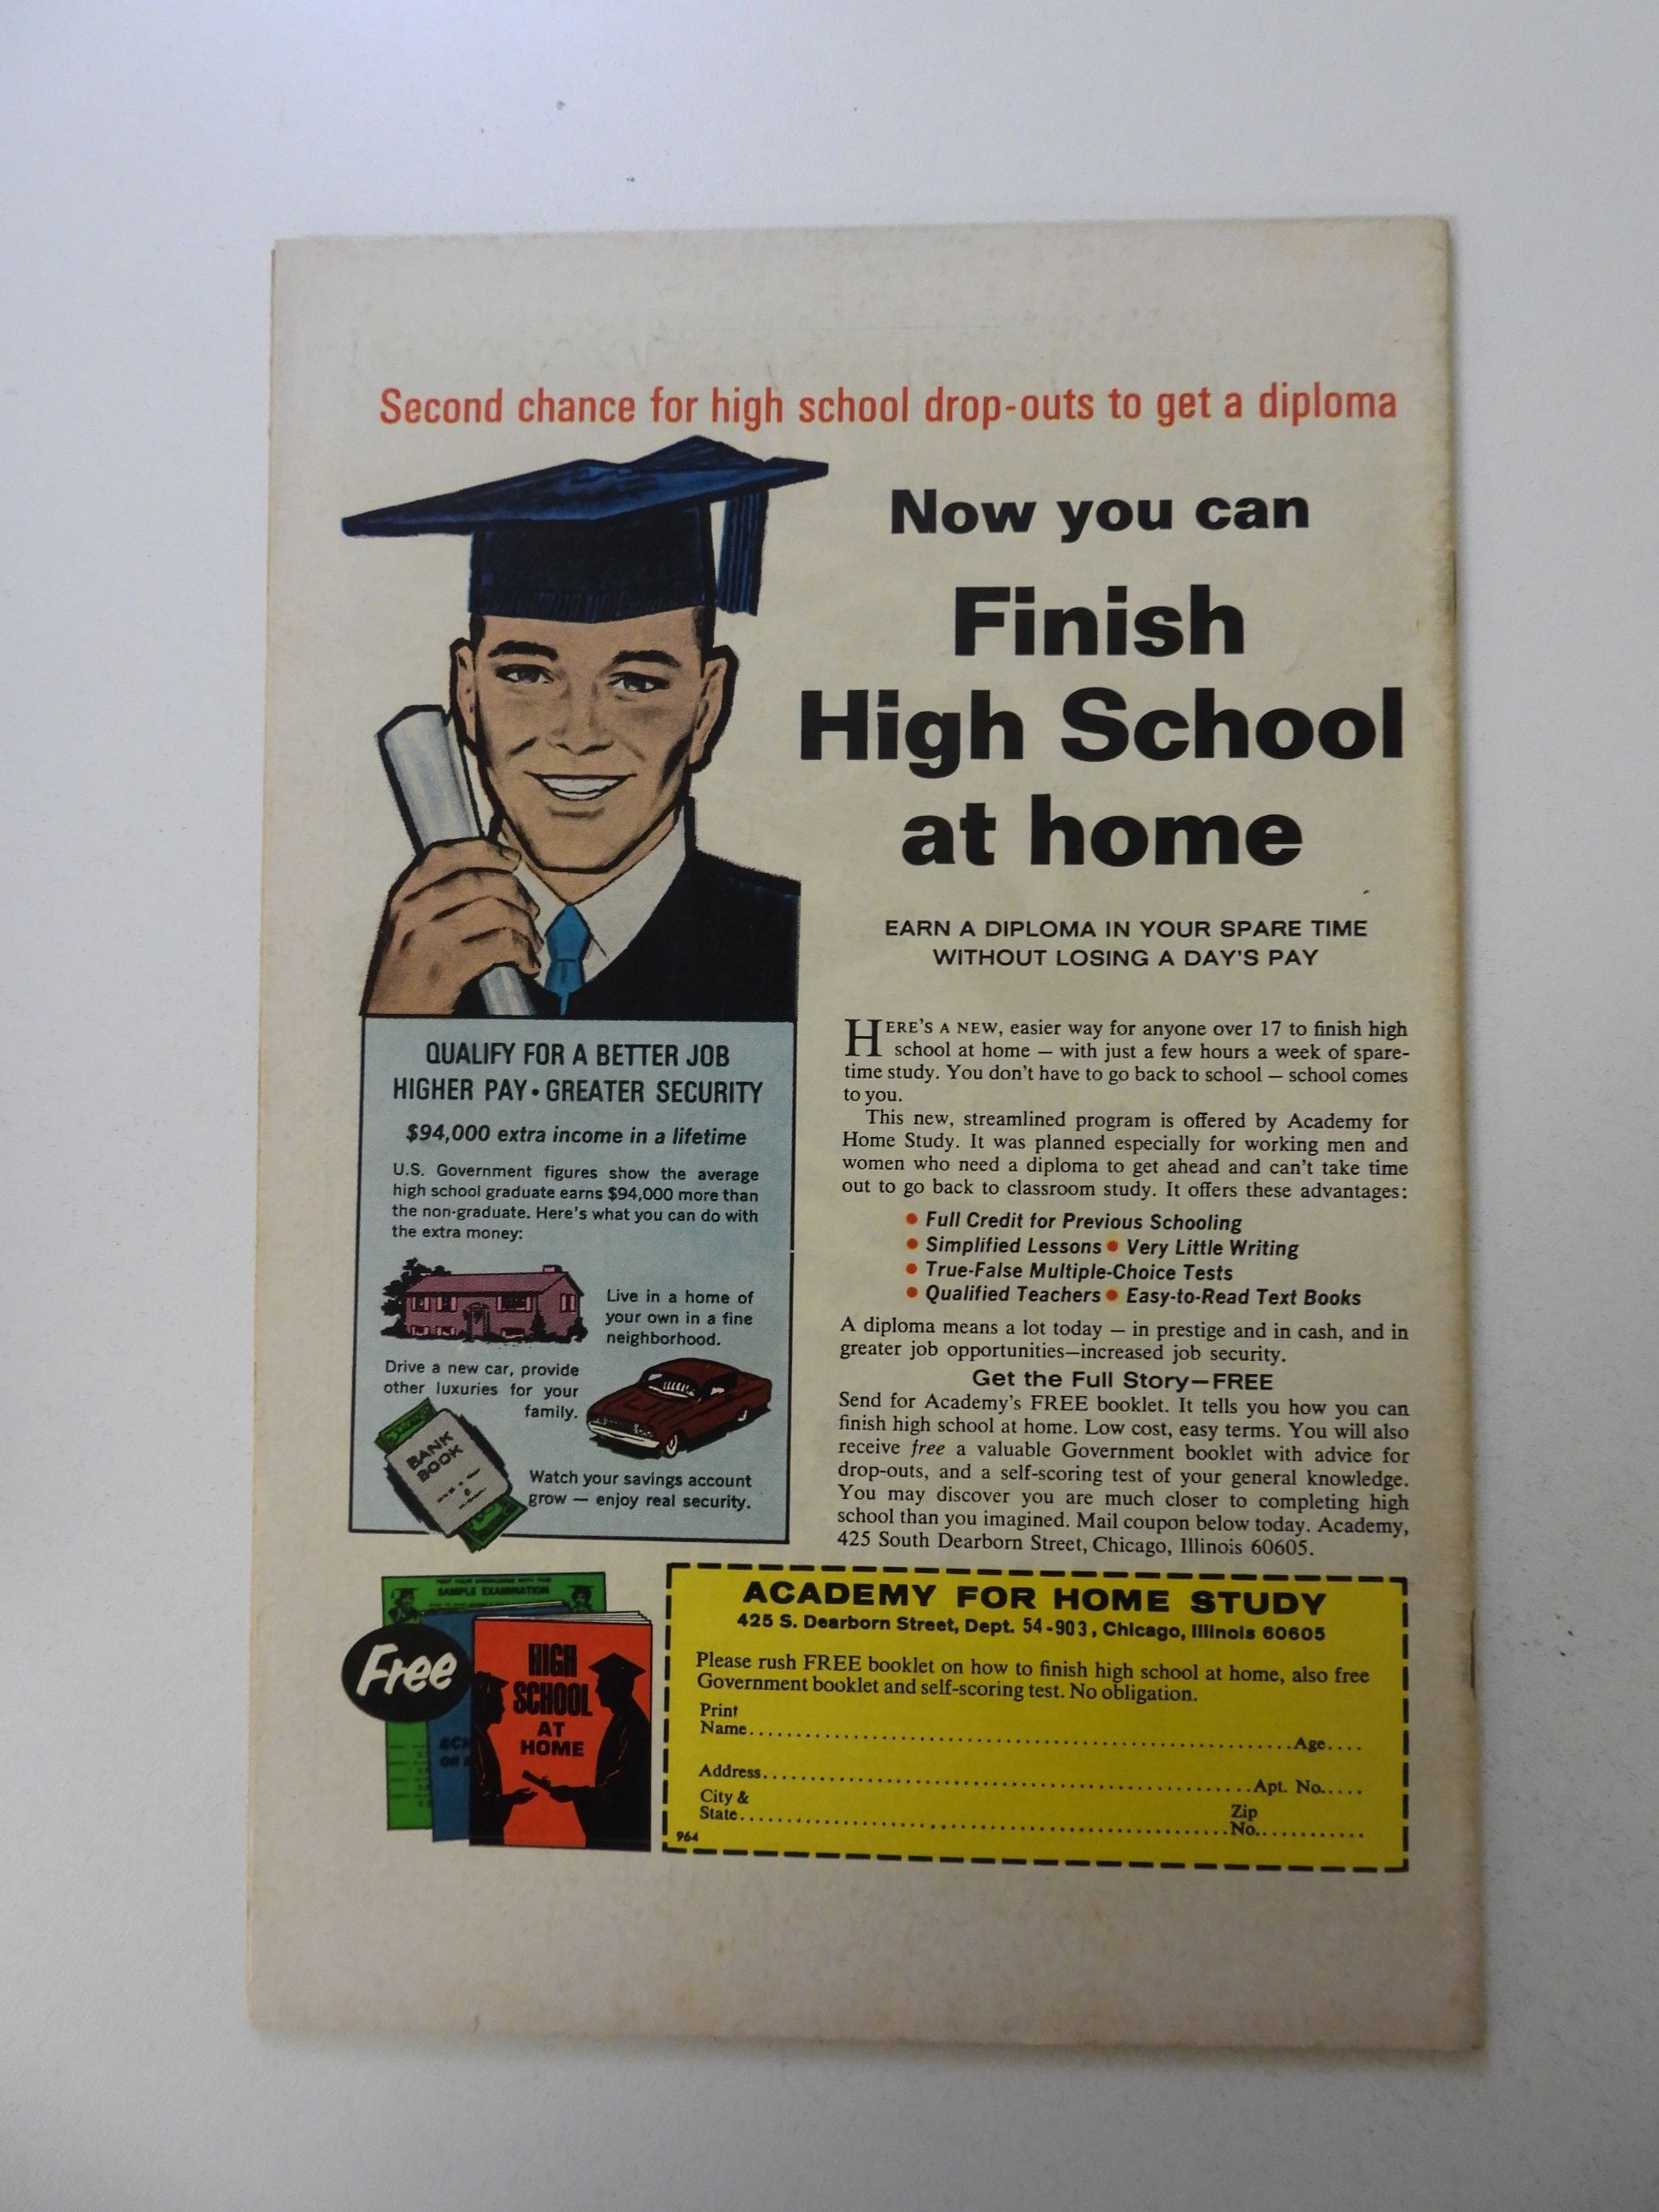 Second chance for high school drop-outs to get a diploma
Now you can
Finish
High School
at home
EARN A DIPLOMA IN YOUR SPARE TIME
WITHOUT LOSING A DAY'S PAY
QUALIFY FOR A BETTER JOB
HIGHER PAY • GREATER SECURITY
$94,000 extra income in a lifetime
U.S. Government figures show the average
high school graduate earns $94,000 more than
the non-graduate. Here's what you can do with
the extra money:
Live in a home of
your own in a fine
neighborhood.
Drive a new car, provide
other luxuries for your
family.
BANK
BOOK
Watch your savings account
grow — enjoy real security.
HERE'S A NEW, easier way for anyone over 17 to finish high
school at home — with just a few hours a week of spare-
time study. You don't have to go back to school — school comes
to you.
This new, streamlined program is offered by Academy for
Home Study. It was planned especially for working men and
women who need a diploma to get ahead and can't take time
out to go back to classroom study. It offers these advantages:
• Full Credit for Previous Schooling
• Simplified Lessons • Very Little Writing
• True-False Multiple-Choice Tests
• Qualified Teachers • Easy-to-Read Text Books
A diploma means a lot today — in prestige and in cash, and in
greater job opportunities—increased job security.
Get the Full Story—FREE
Send for Academy's FREE booklet. It tells you how you can
finish high school at home. Low cost, easy terms. You will also
receive free a valuable Government booklet with advice for
drop-outs, and a self-scoring test of your general knowledge.
You may discover you are much closer to completing high
school than you imagined. Mail coupon below today. Academy,
425 South Dearborn Street, Chicago, Illinois 60605.
SAMPLE EXAMINATION
Free
HIGH
SCHOOL
AT
HOME
ACADEMY FOR HOME STUDY
425 S. Dearborn Street, Dept. 54-903, Chicago, Illinois 60605
Please rush FREE booklet on how to finish high school at home, also free
Government booklet and self-scoring test. No obligation.
Print
Name..........Age....
Address..........Apt. No.....
City &
State..........Zip
No...........
964